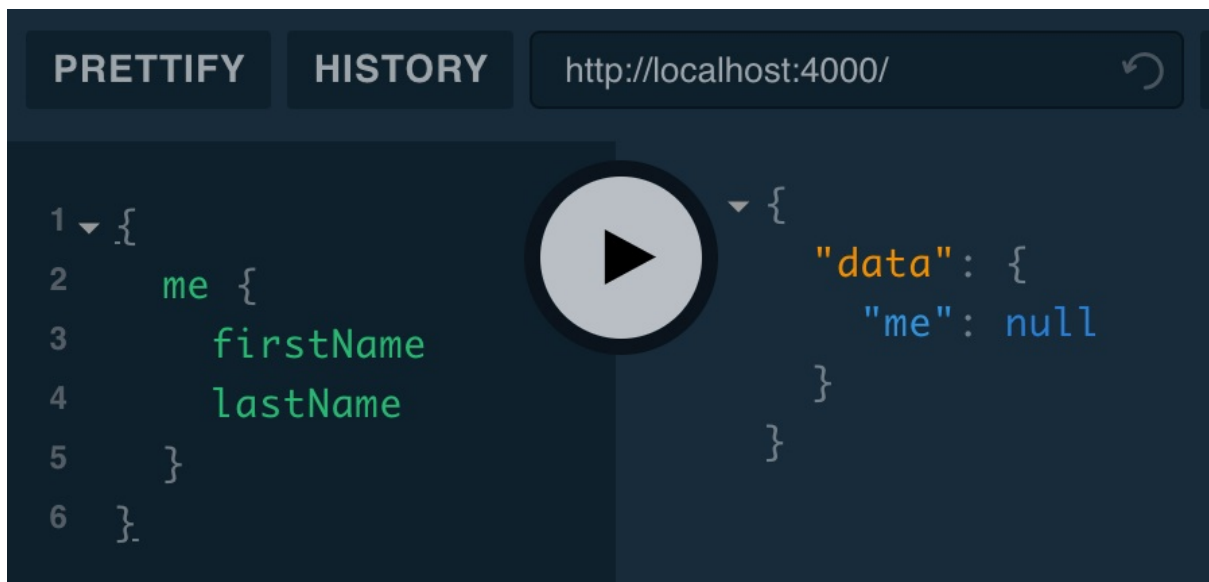 PRETTIFY HISTORY http://localhost:4000/
1 {
2 me {
3 firstName
4 lastName
5 }
6 }
{
"data": {
"me": null
}
}